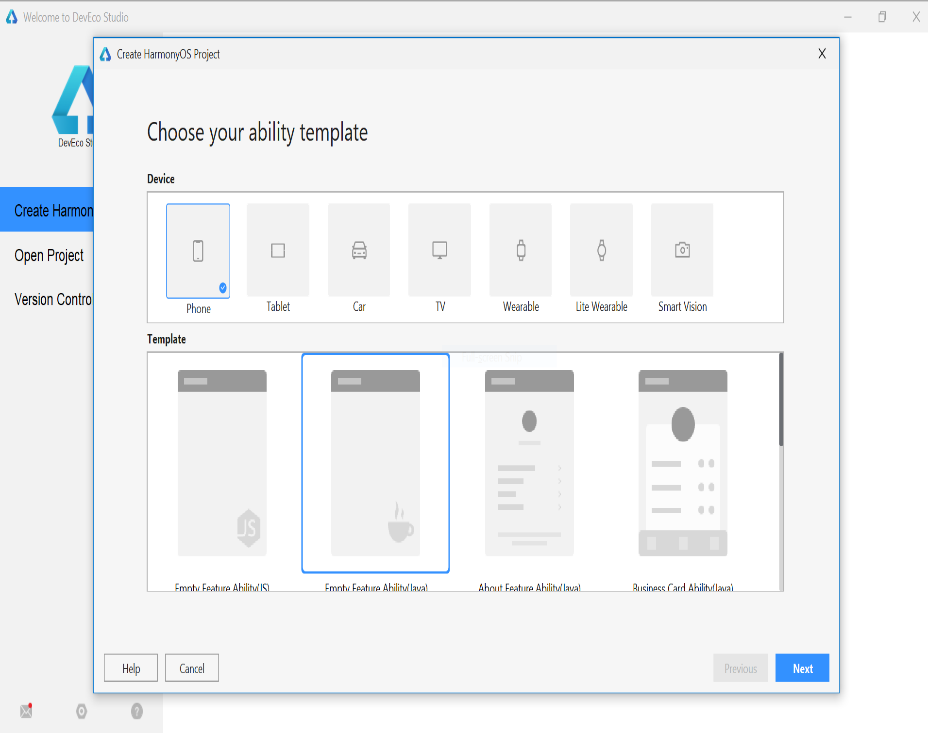 Welcome to DevEco Studio
Create HarmonyOS Project
X
Choose your ability template
DevEco St
Device
Create Harmon
Open Project
Version Contro
Phone
Tablet
Car
TV
Wearable
Lite Wearable
Smart Vision
Template
JS
Empty Feature Ability(JS)
Empty Feature Ability(Java)
About Feature Ability(Java)
Business Card Ability(Java)
Help
Cancel
Previous
Next